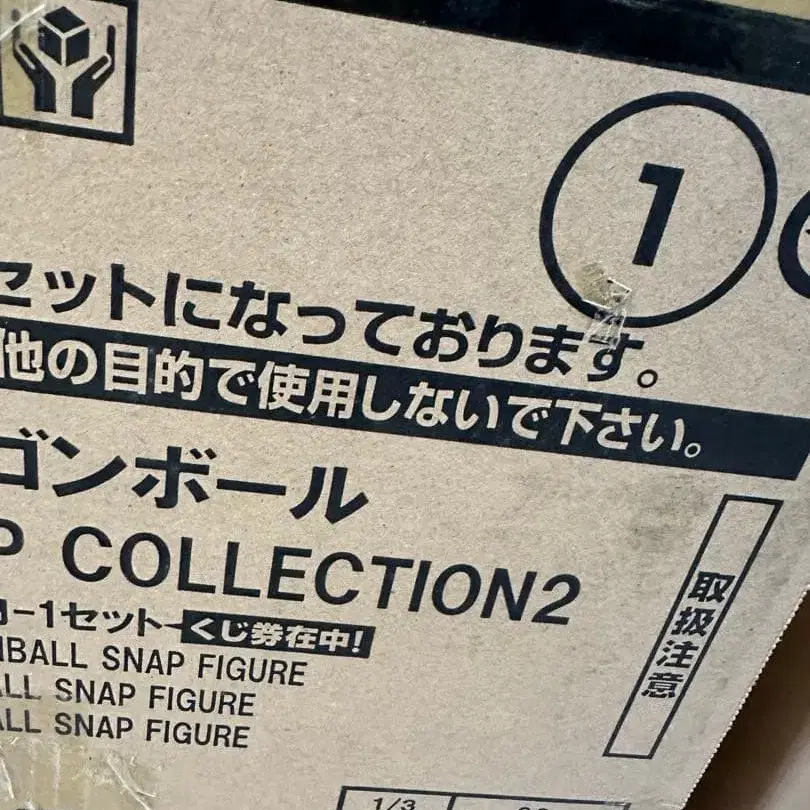 1
セットになっております。
他の目的で使用しないで下さい。
ゴンボール
P COLLECTION2
-1セット
くじ券在中!
NBALL SNAP FIGURE
ALL SNAP FIGURE
ALL SNAP FIGURE
取扱注意
1/3